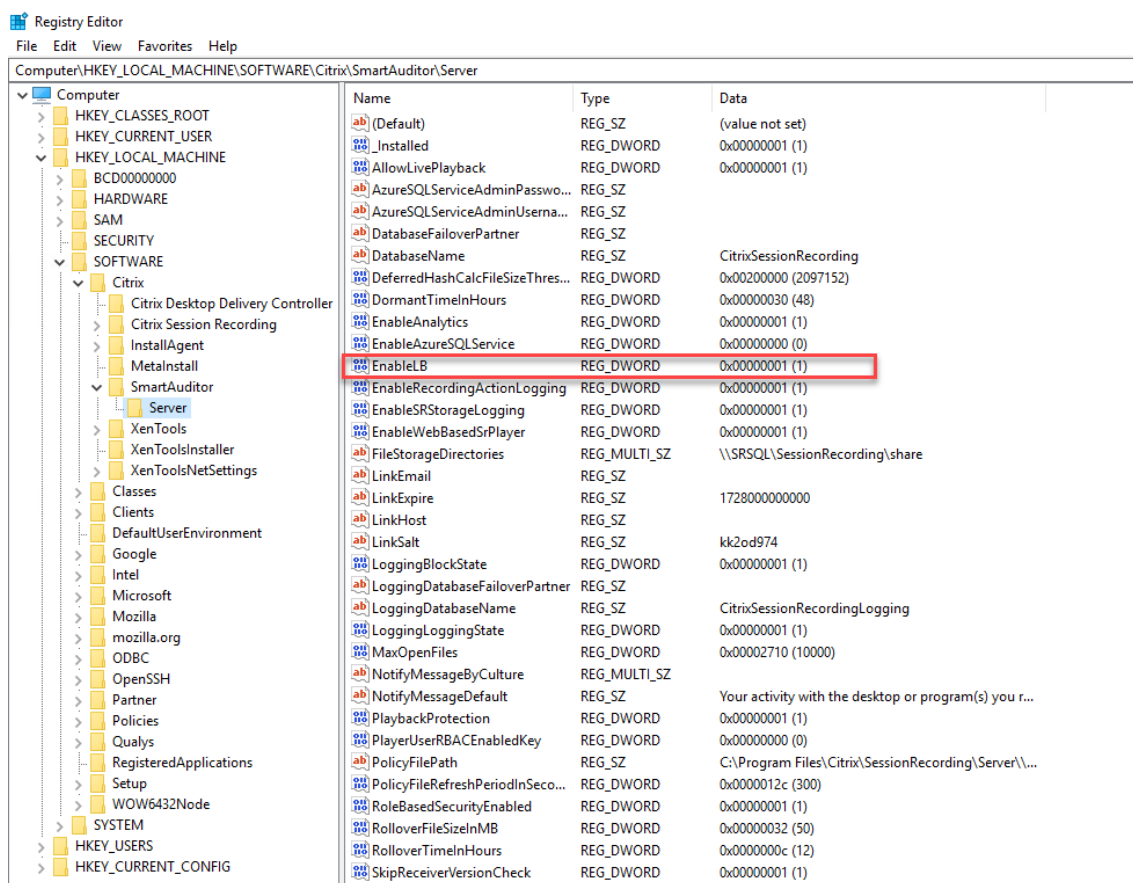 Registry Editor
File Edit View Favorites Help
Computer\HKEY_LOCAL_MACHINE\SOFTWARE\Citrix\SmartAuditor\Server
Computer
HKEY_CLASSES_ROOT
HKEY_CURRENT_USER
HKEY_LOCAL_MACHINE
BCD00000000
HARDWARE
SAM
SECURITY
SOFTWARE
Citrix
Citrix Desktop Delivery Controller
Citrix Session Recording
InstallAgent
MetaInstall
SmartAuditor
Server
XenTools
XenToolsInstaller
XenToolsNetSettings
Classes
Clients
DefaultUserEnvironment
Google
Intel
Microsoft
Mozilla
mozilla.org
ODBC
OpenSSH
Partner
Policies
Qualys
RegisteredApplications
Setup
WOW6432Node
SYSTEM
HKEY_USERS
HKEY_CURRENT_CONFIG
Name Type Data
(Default) REG_SZ (value not set)
_Installed REG_DWORD 0x00000001 (1)
AllowLivePlayback REG_DWORD 0x00000001 (1)
AzureSQLServiceAdminPasswo... REG_SZ
AzureSQLServiceAdminUserna... REG_SZ
DatabaseFailoverPartner REG_SZ
DatabaseName REG_SZ CitrixSessionRecording
DeferredHashCalcFileSizeThres... REG_DWORD 0x00200000 (2097152)
DormantTimeInHours REG_DWORD 0x00000030 (48)
EnableAnalytics REG_DWORD 0x00000001 (1)
EnableAzureSQLService REG_DWORD 0x00000000 (0)
EnableLB REG_DWORD 0x00000001 (1)
EnableRecordingActionLogging REG_DWORD 0x00000001 (1)
EnableSRStorageLogging REG_DWORD 0x00000001 (1)
EnableWebBasedSrPlayer REG_DWORD 0x00000001 (1)
FileStorageDirectories REG_MULTI_SZ \\SRSQL\SessionRecording\share
LinkEmail REG_SZ
LinkExpire REG_SZ 1728000000000
LinkHost REG_SZ
LinkSalt REG_SZ kk2od974
LoggingBlockState REG_DWORD 0x00000001 (1)
LoggingDatabaseFailoverPartner REG_SZ
LoggingDatabaseName REG_SZ CitrixSessionRecordingLogging
LoggingLoggingState REG_DWORD 0x00000001 (1)
MaxOpenFiles REG_DWORD 0x00002710 (10000)
NotifyMessageByCulture REG_MULTI_SZ
NotifyMessageDefault REG_SZ Your activity with the desktop or program(s) you r...
PlaybackProtection REG_DWORD 0x00000001 (1)
PlayerUserRBACEnabledKey REG_DWORD 0x00000000 (0)
PolicyFilePath REG_SZ C:\Program Files\Citrix\SessionRecording\Server\\...
PolicyFileRefreshPeriodInSeco... REG_DWORD 0x0000012c (300)
RoleBasedSecurityEnabled REG_DWORD 0x00000001 (1)
RolloverFileSizeInMB REG_DWORD 0x00000032 (50)
RolloverTimeInHours REG_DWORD 0x0000000c (12)
SkipReceiverVersionCheck REG_DWORD 0x00000001 (1)